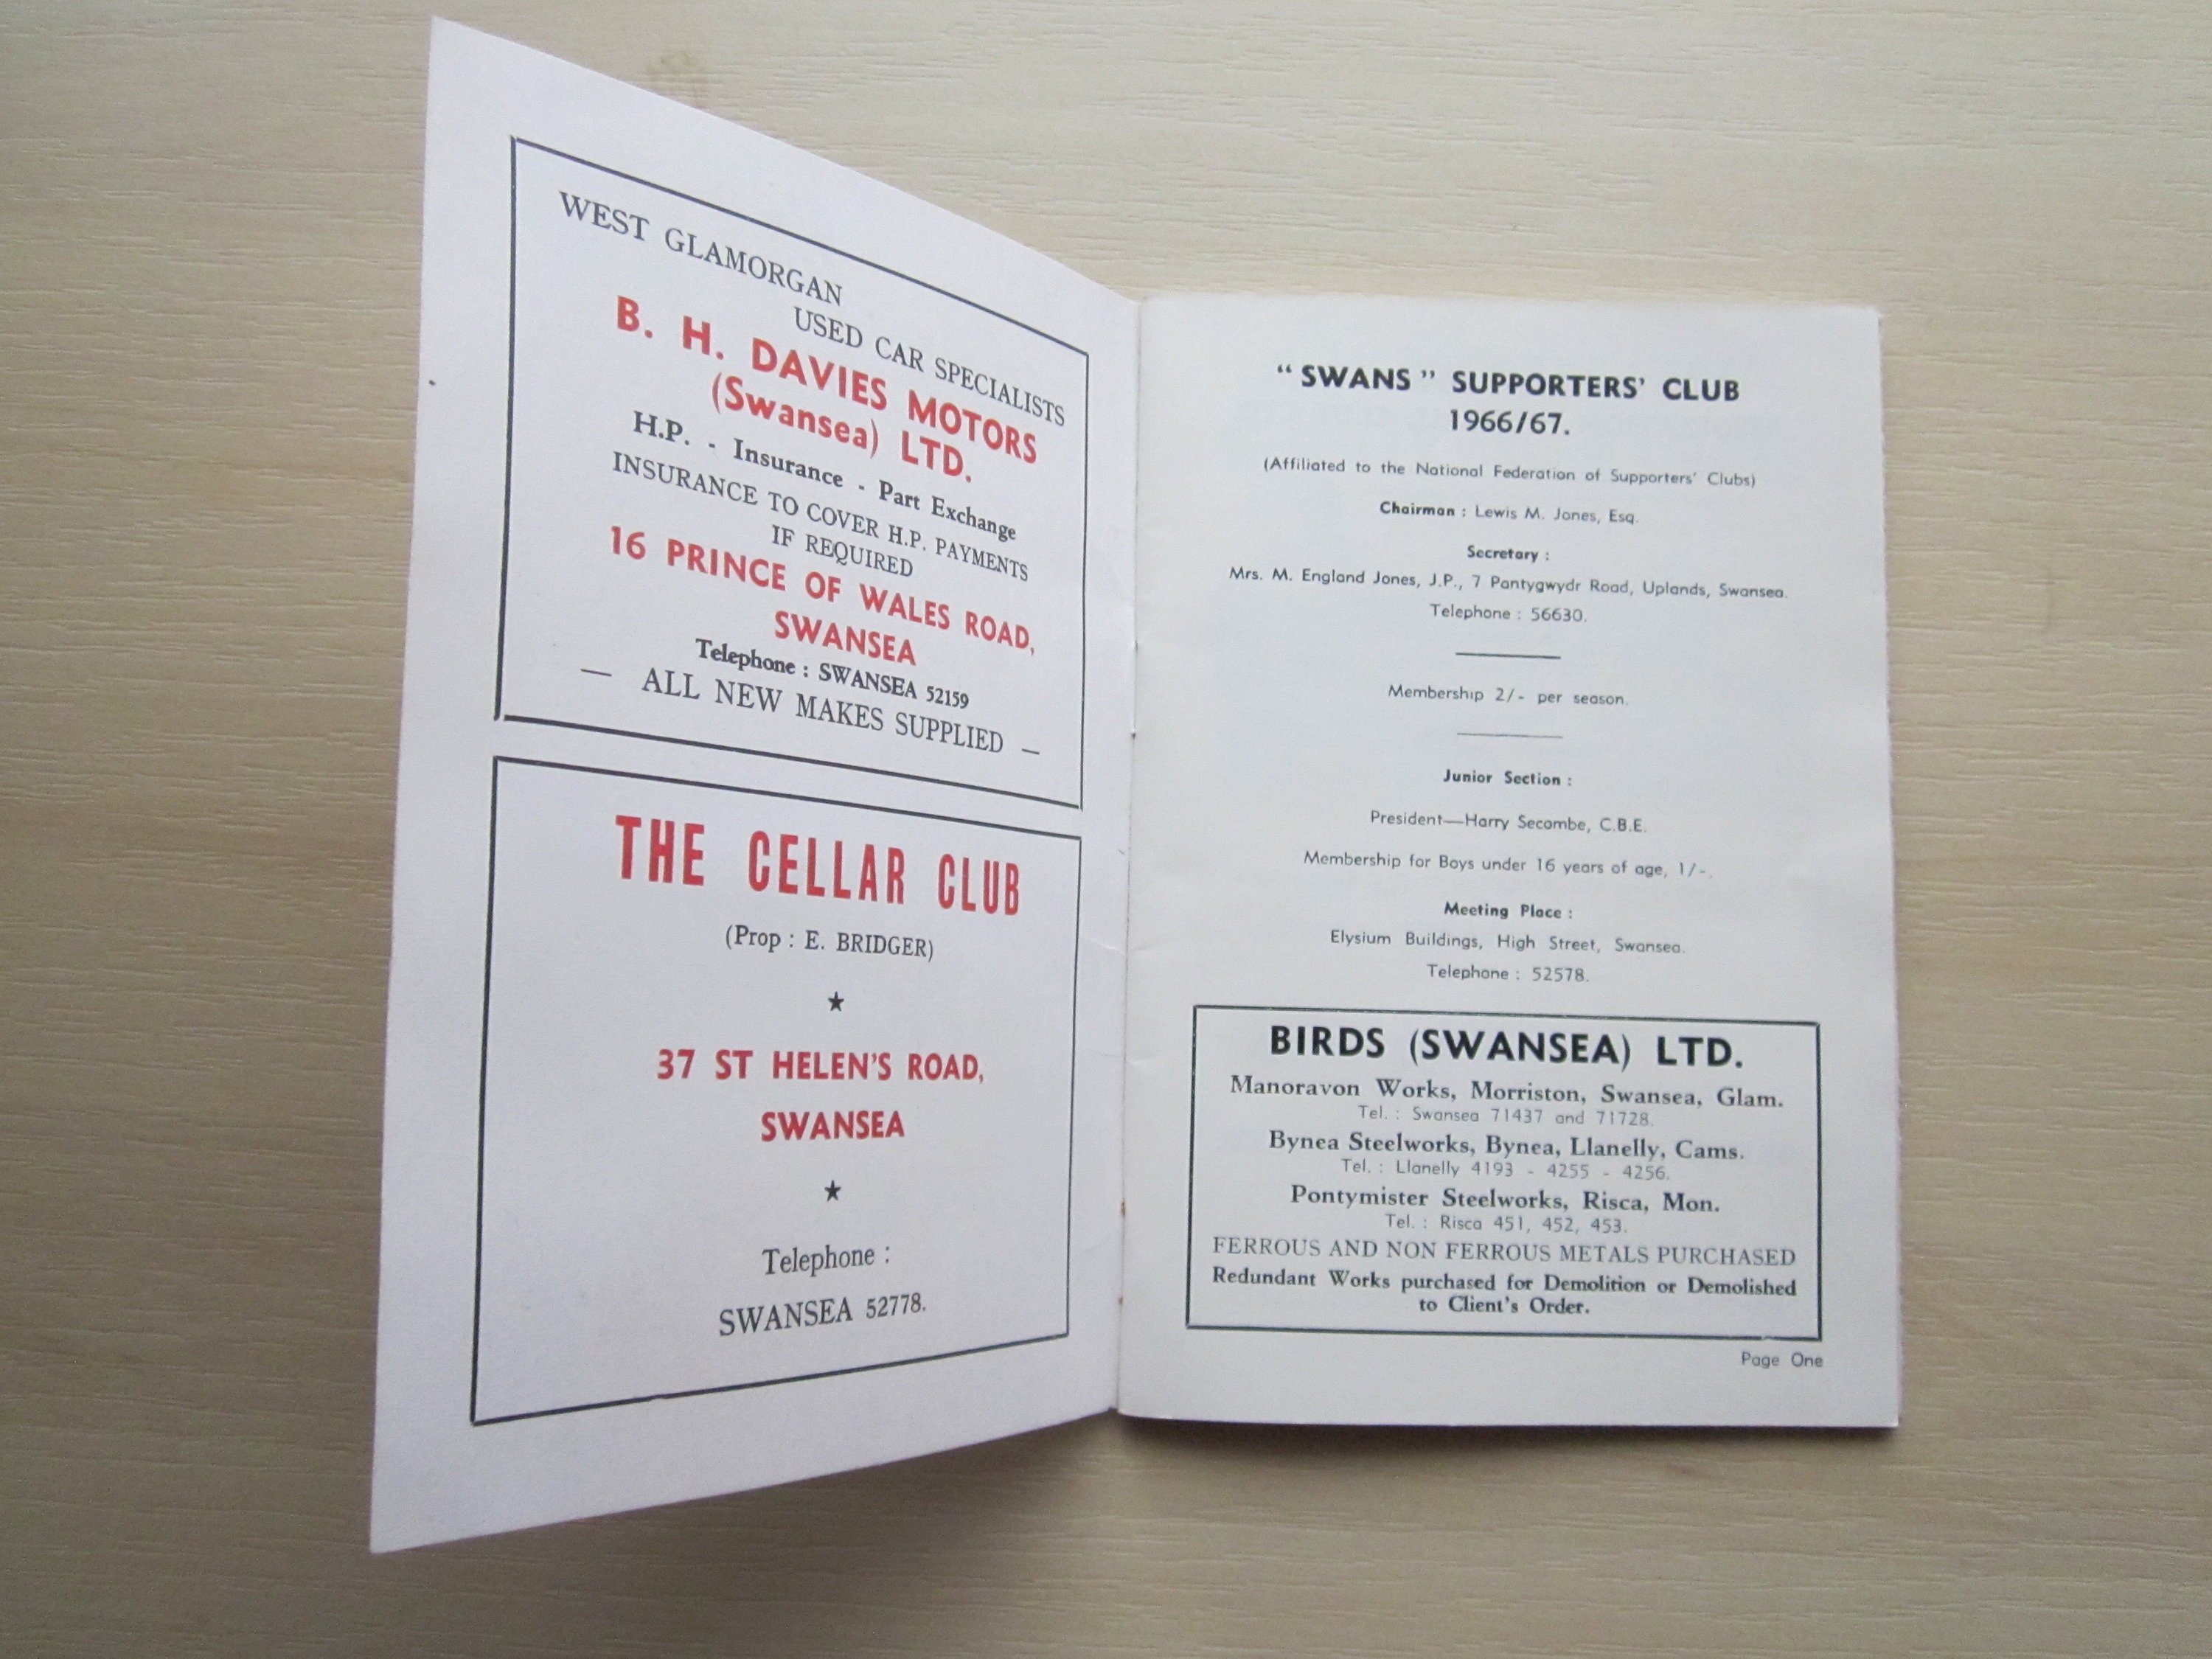 WEST GLAMORGAN
USED CAR SPECIALISTS
B. H. DAVIES MOTORS
(Swansea) LTD.
H.P. - Insurance - Part Exchange
INSURANCE TO COVER H.P. PAYMENTS
IF REQUIRED
16 PRINCE OF WALES ROAD,
SWANSEA
Telephone : SWANSEA 52159
— ALL NEW MAKES SUPPLIED —
THE CELLAR CLUB
(Prop : E. BRIDGER)
★
37 ST HELEN'S ROAD,
SWANSEA
★
Telephone :
SWANSEA 52778.
“ SWANS ” SUPPORTERS' CLUB
1966/67.
(Affiliated to the National Federation of Supporters' Clubs)
Chairman : Lewis M. Jones, Esq.
Secretary :
Mrs. M. England Jones, J.P., 7 Pantygwydr Road, Uplands, Swansea.
Telephone : 56630.
Membership 2/- per season.
Junior Section :
President—Harry Secombe, C.B.E.
Membership for Boys under 16 years of age, 1/-.
Meeting Place :
Elysium Buildings, High Street, Swansea.
Telephone : 52578.
BIRDS (SWANSEA) LTD.
Manoravon Works, Morriston, Swansea, Glam.
Tel. : Swansea 71437 and 71728.
Bynea Steelworks, Bynea, Llanelly, Cams.
Tel. : Llanelly 4193 - 4255 - 4256.
Pontymister Steelworks, Risca, Mon.
Tel. : Risca 451, 452, 453.
FERROUS AND NON FERROUS METALS PURCHASED
Redundant Works purchased for Demolition or Demolished
to Client's Order.
Page One